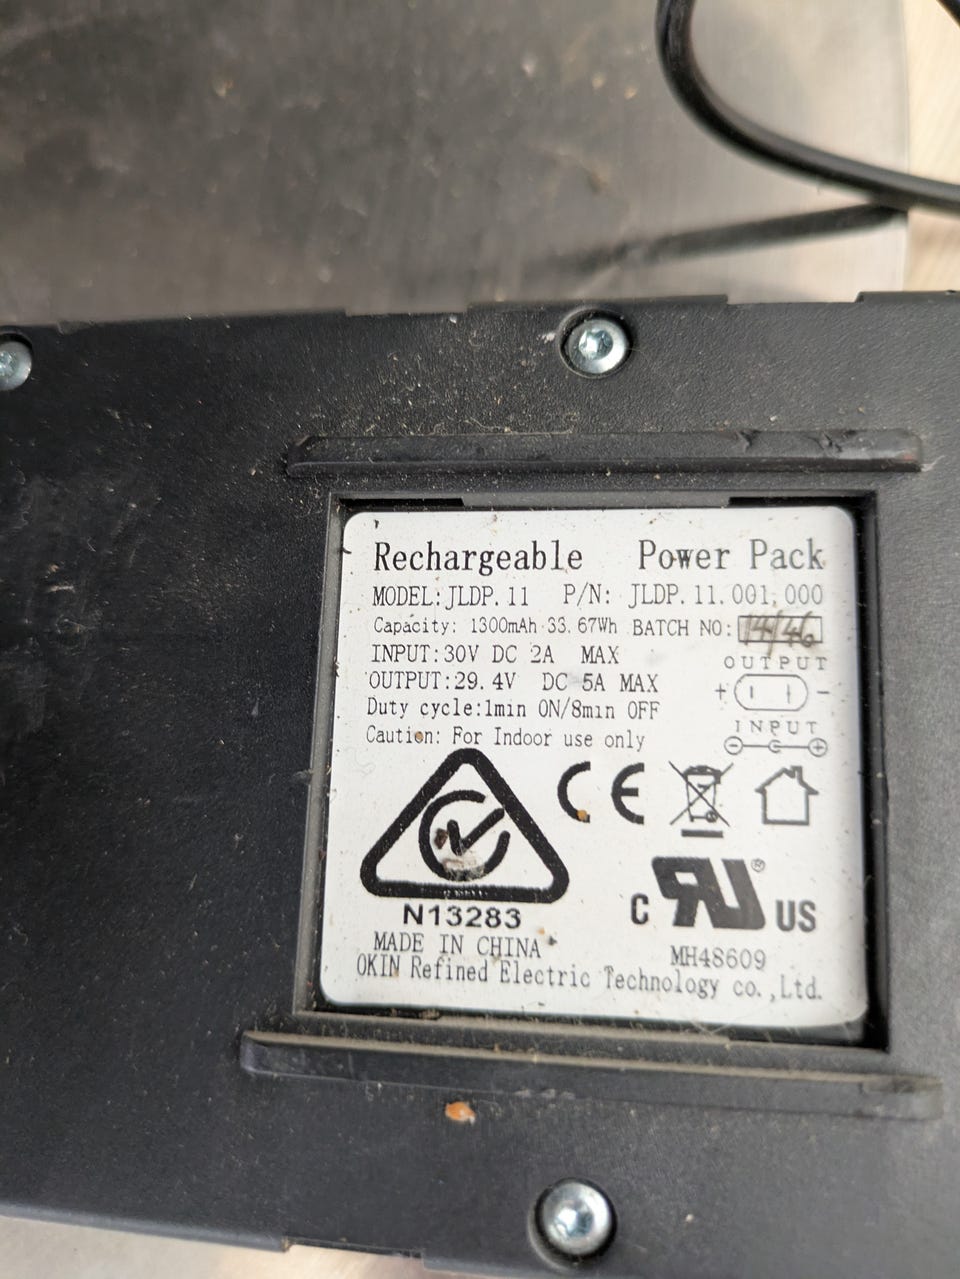 Rechargeable Power Pack
MODEL:JLDP.11 P/N: JLDP.11.001.000
Capacity: 1300mAh 33.67Wh BATCH NO: 14/46
INPUT:30V DC 2A MAX
OUTPUT
OUTPUT:29.4V DC 5A MAX
+ -
Duty cycle:1min ON/8min OFF
INPUT
Caution: For Indoor use only
- +
CE
N13283
c RU ® US
MADE IN CHINA
MH48609
OKIN Refined Electric Technology co.,Ltd.